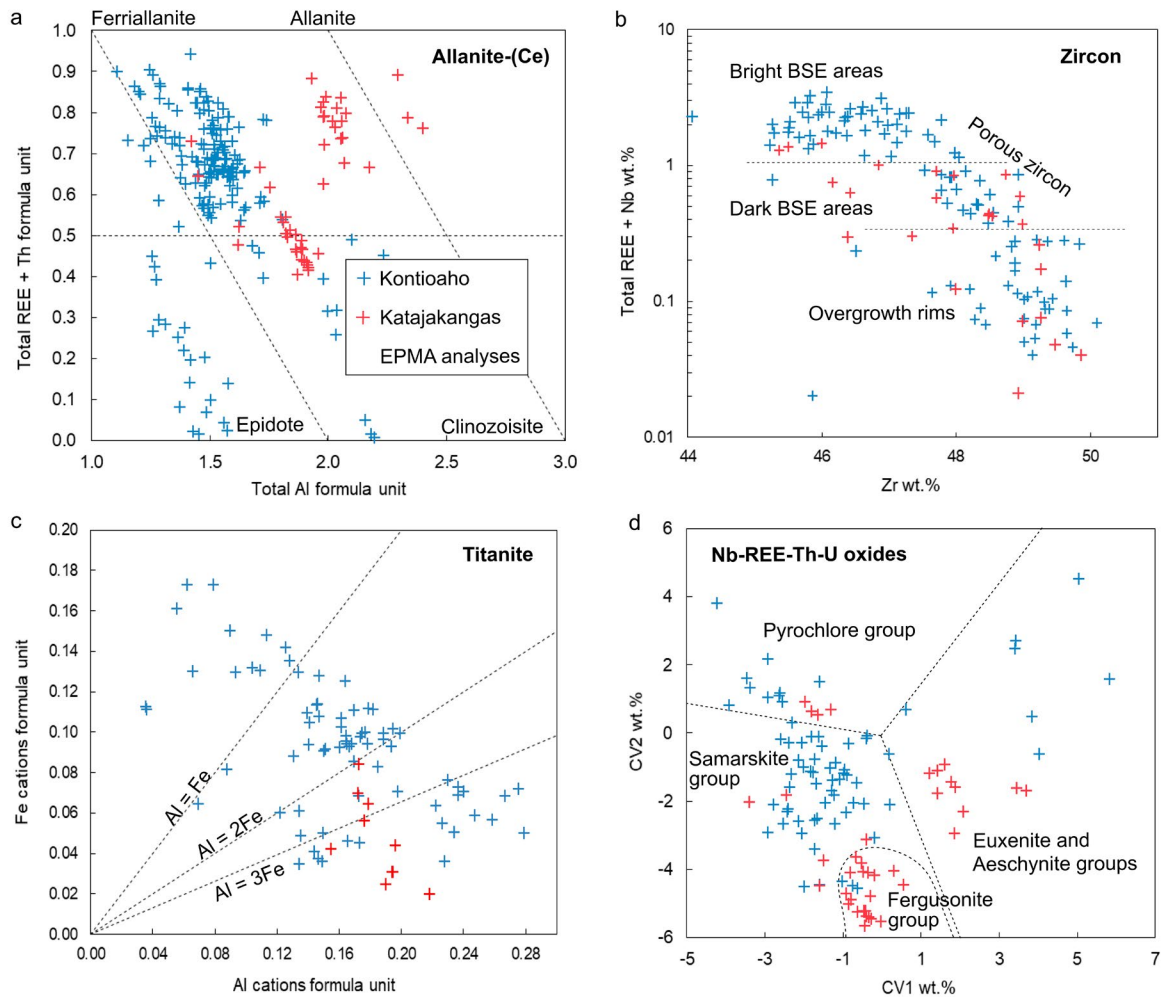 a
Ferriallanite
Allanite
Allanite-(Ce)
Total REE + Th formula unit
1.0
0.9
0.8
0.7
0.6
0.5
0.4
0.3
0.2
0.1
0.0
Kontioaho
Katajakangas
EPMA analyses
Epidote
Clinozoisite
1.0
1.5
2.0
2.5
3.0
Total Al formula unit
b
Zircon
Total REE + Nb wt.%
10
1
0.1
0.01
Bright BSE areas
Porous zircon
Dark BSE areas
Overgrowth rims
44
46
48
50
Zr wt.%
c
Titanite
Fe cations formula unit
0.20
0.18
0.16
0.14
0.12
0.10
0.08
0.06
0.04
0.02
0.00
Al = Fe
Al = 2Fe
Al = 3Fe
0.00
0.04
0.08
0.12
0.16
0.20
0.24
0.28
Al cations formula unit
d
Nb-REE-Th-U oxides
CV2 wt.%
6
4
2
0
-2
-4
-6
Pyrochlore group
Samarskite
group
Euxenite and
Aeschynite groups
Fergusonite
group
-5
-3
-1
1
3
5
7
CV1 wt.%